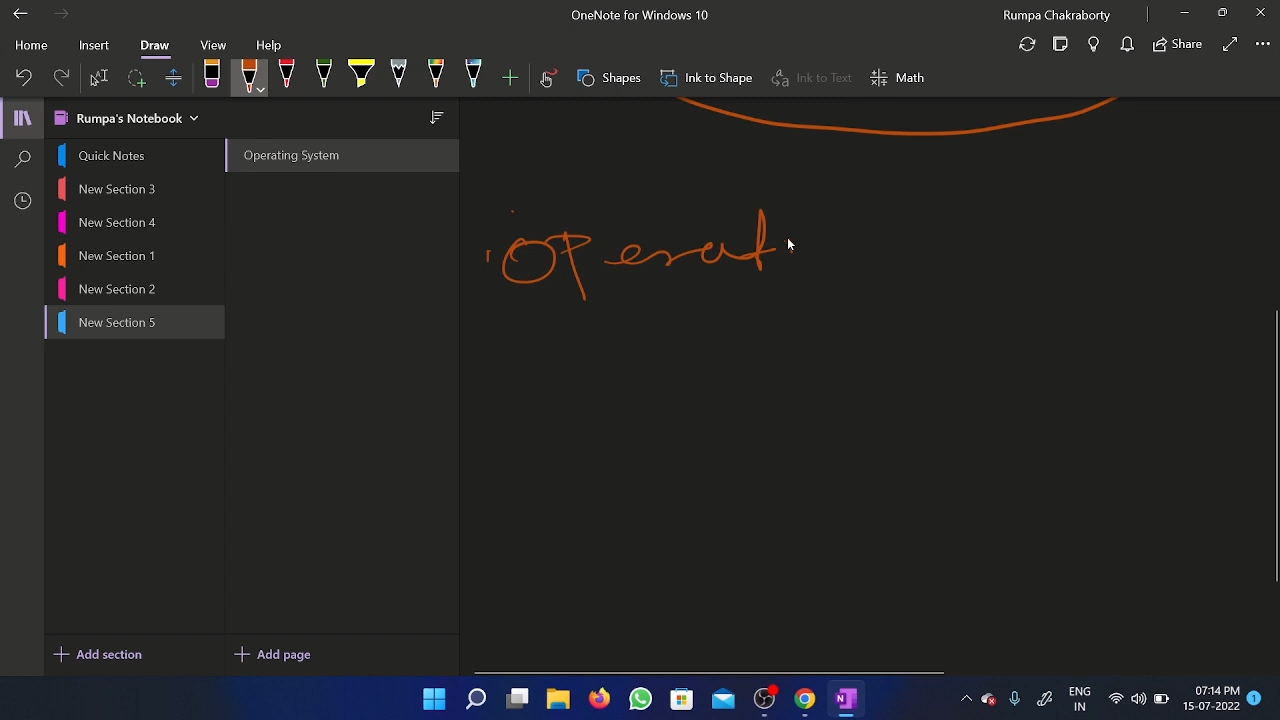 OneNote for Windows 10
Rumpa Chakraborty
Home Insert Draw View Help
Share
Shapes Ink to Shape Ink to Text Math
Rumpa's Notebook
Quick Notes
New Section 3
New Section 4
New Section 1
New Section 2
New Section 5
Operating System
Operat
Add section
Add page
ENG
IN
07:14 PM
15-07-2022
1